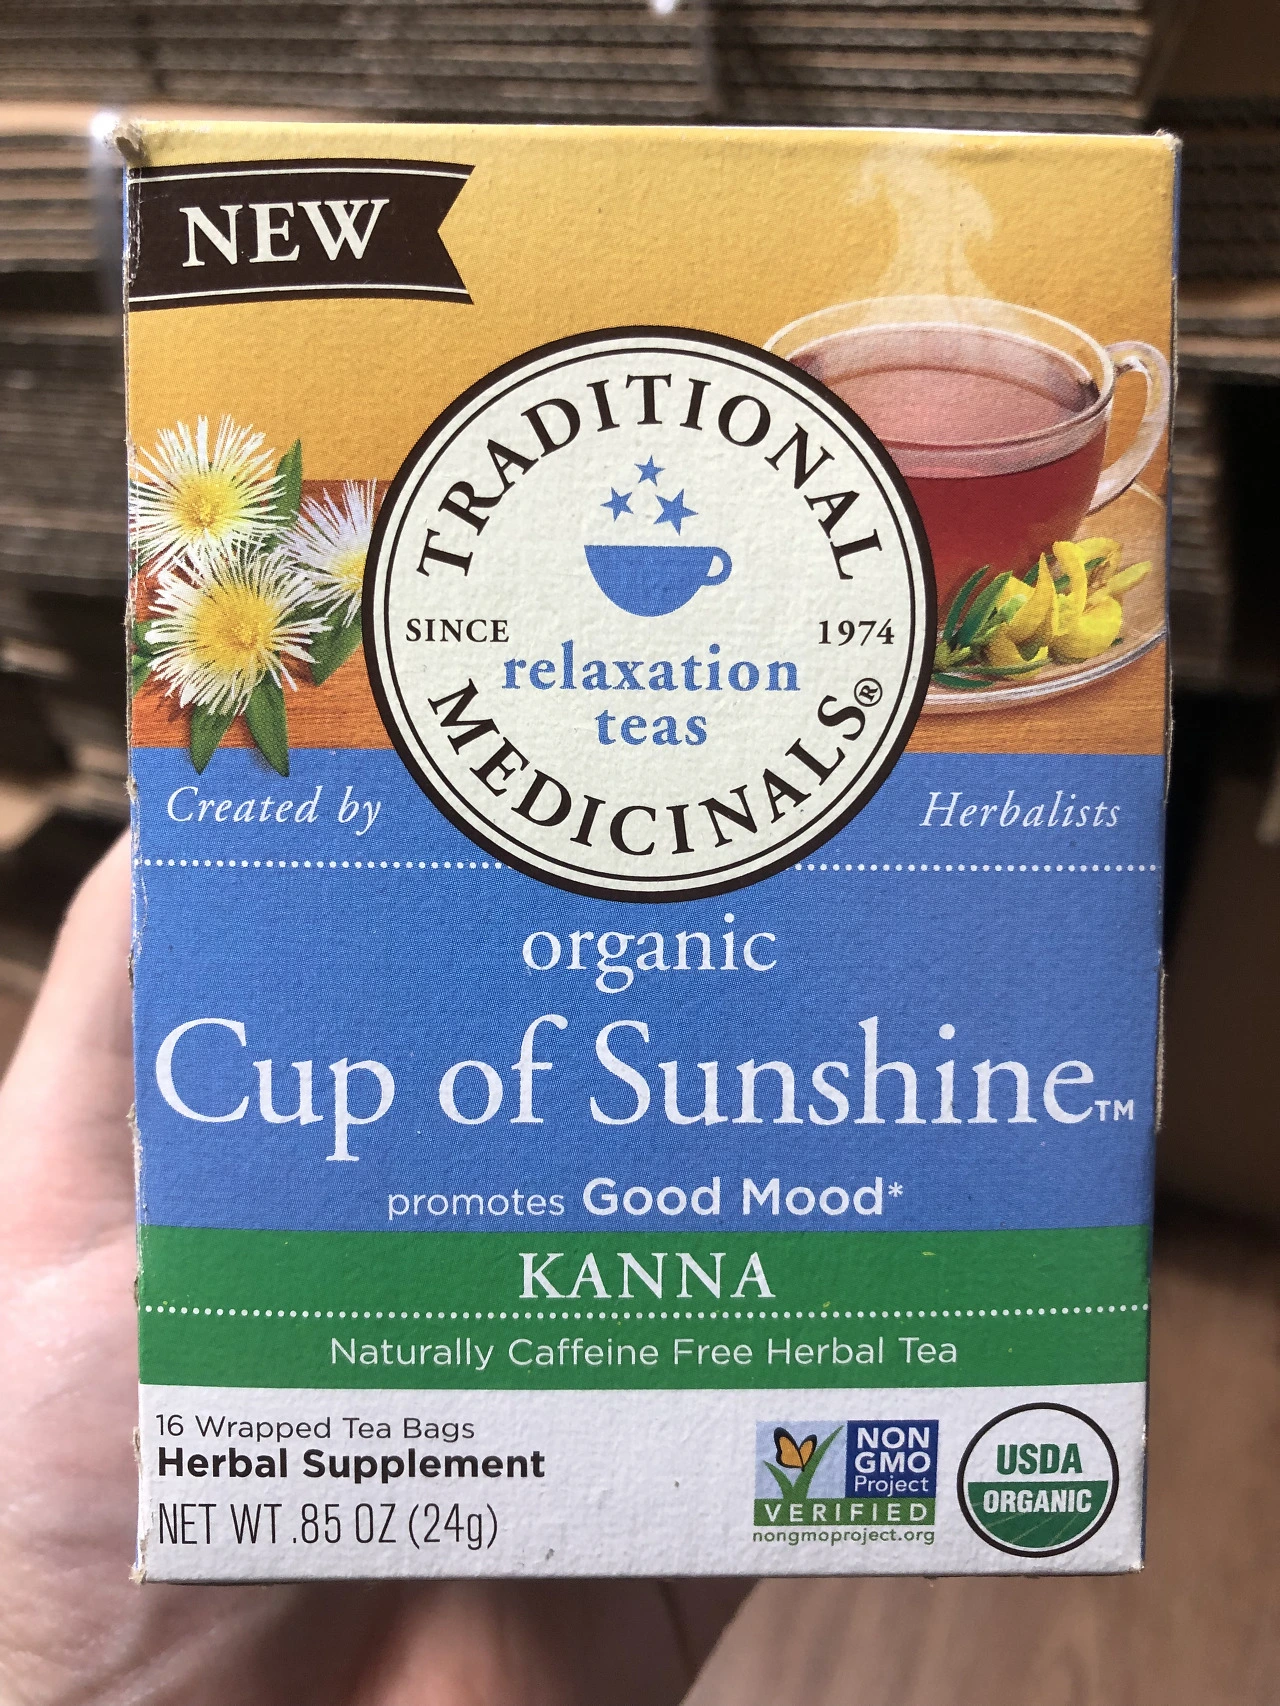 NEW
TRADITIONAL
SINCE 1974
relaxation
teas
MEDICINALS®
Created by Herbalists
organic
Cup of Sunshine™
promotes Good Mood*
KANNA
Naturally Caffeine Free Herbal Tea
16 Wrapped Tea Bags
Herbal Supplement
NET WT .85 OZ (24g)
NON
GMO
Project
VERIFIED
nongmoproject.org
USDA
ORGANIC